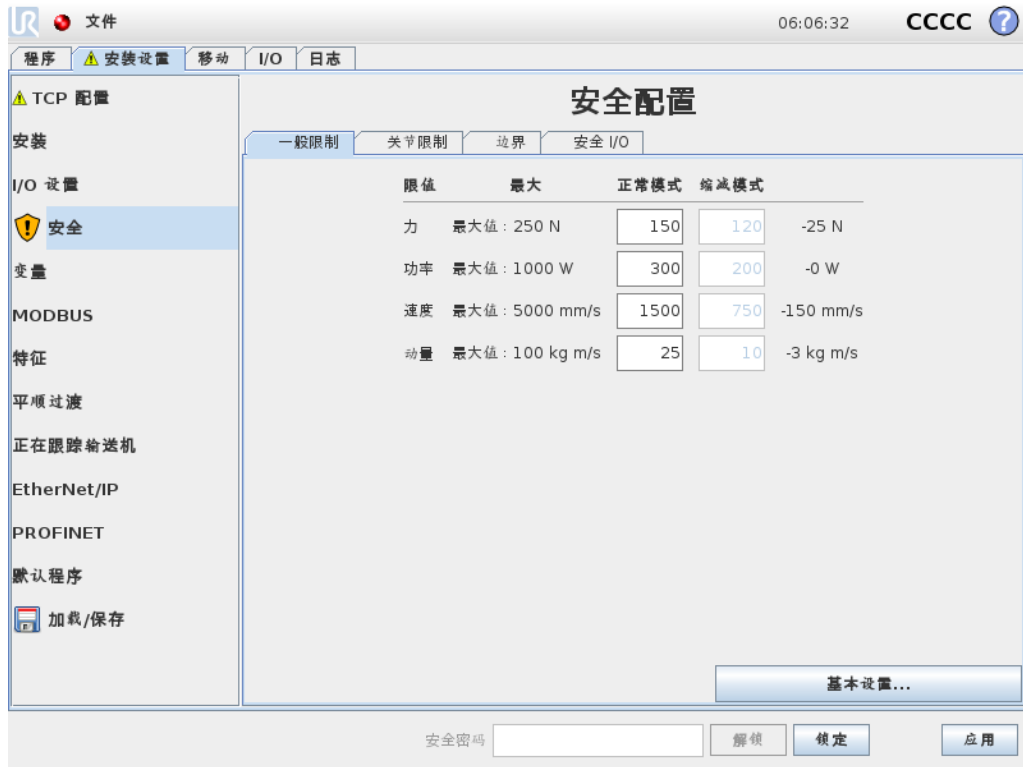 UR 文件 06:06:32 CCCC ?
程序 安装设置 移动 I/O 日志
TCP 配置
安全配置
安装
一般限制 关节限制 边界 安全 I/O
I/O 设置
限值 最大 正常模式 缩减模式
安全
力 最大值：250 N 150 120 -25 N
变量
功率 最大值：1000 W 300 200 -0 W
MODBUS
速度 最大值：5000 mm/s 1500 750 -150 mm/s
特征
动量 最大值：100 kg m/s 25 10 -3 kg m/s
平顺过渡
正在跟踪输送机
EtherNet/IP
PROFINET
默认程序
加载/保存
基本设置...
安全密码 解锁 锁定 应用